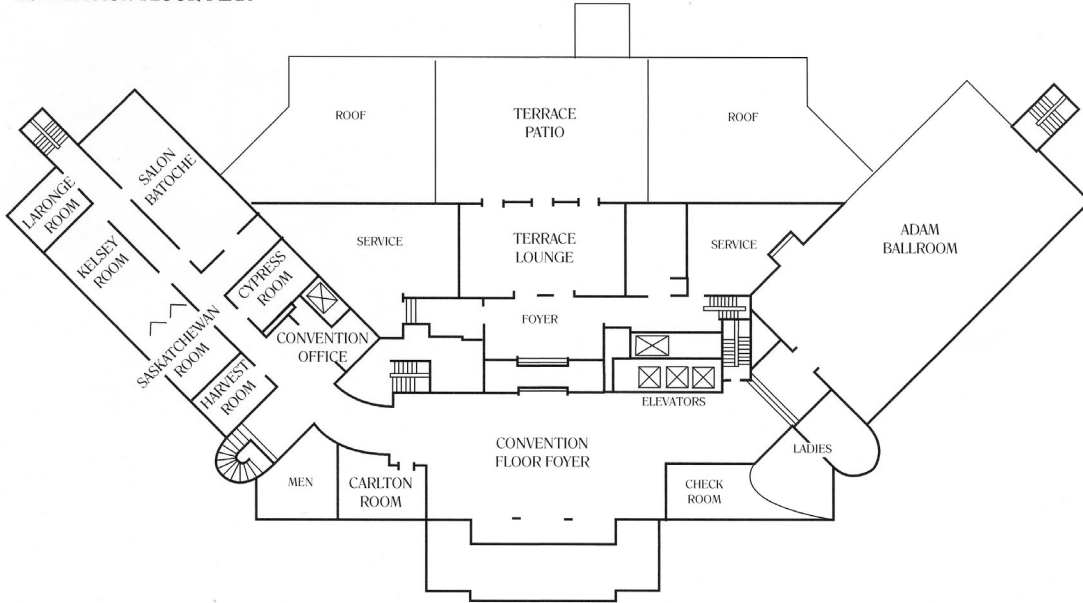 ROOF
TERRACE
PATIO
ROOF
SALON
BATOCHE
LARONGE
ROOM
KELSEY
ROOM
SERVICE
TERRACE
LOUNGE
SERVICE
ADAM
BALLROOM
CYPRESS
ROOM
FOYER
CONVENTION
OFFICE
SASKATCHEWAN
ROOM
HARVEST
ROOM
ELEVATORS
CONVENTION
FLOOR FOYER
LADIES
MEN
CARLTON
ROOM
CHECK
ROOM